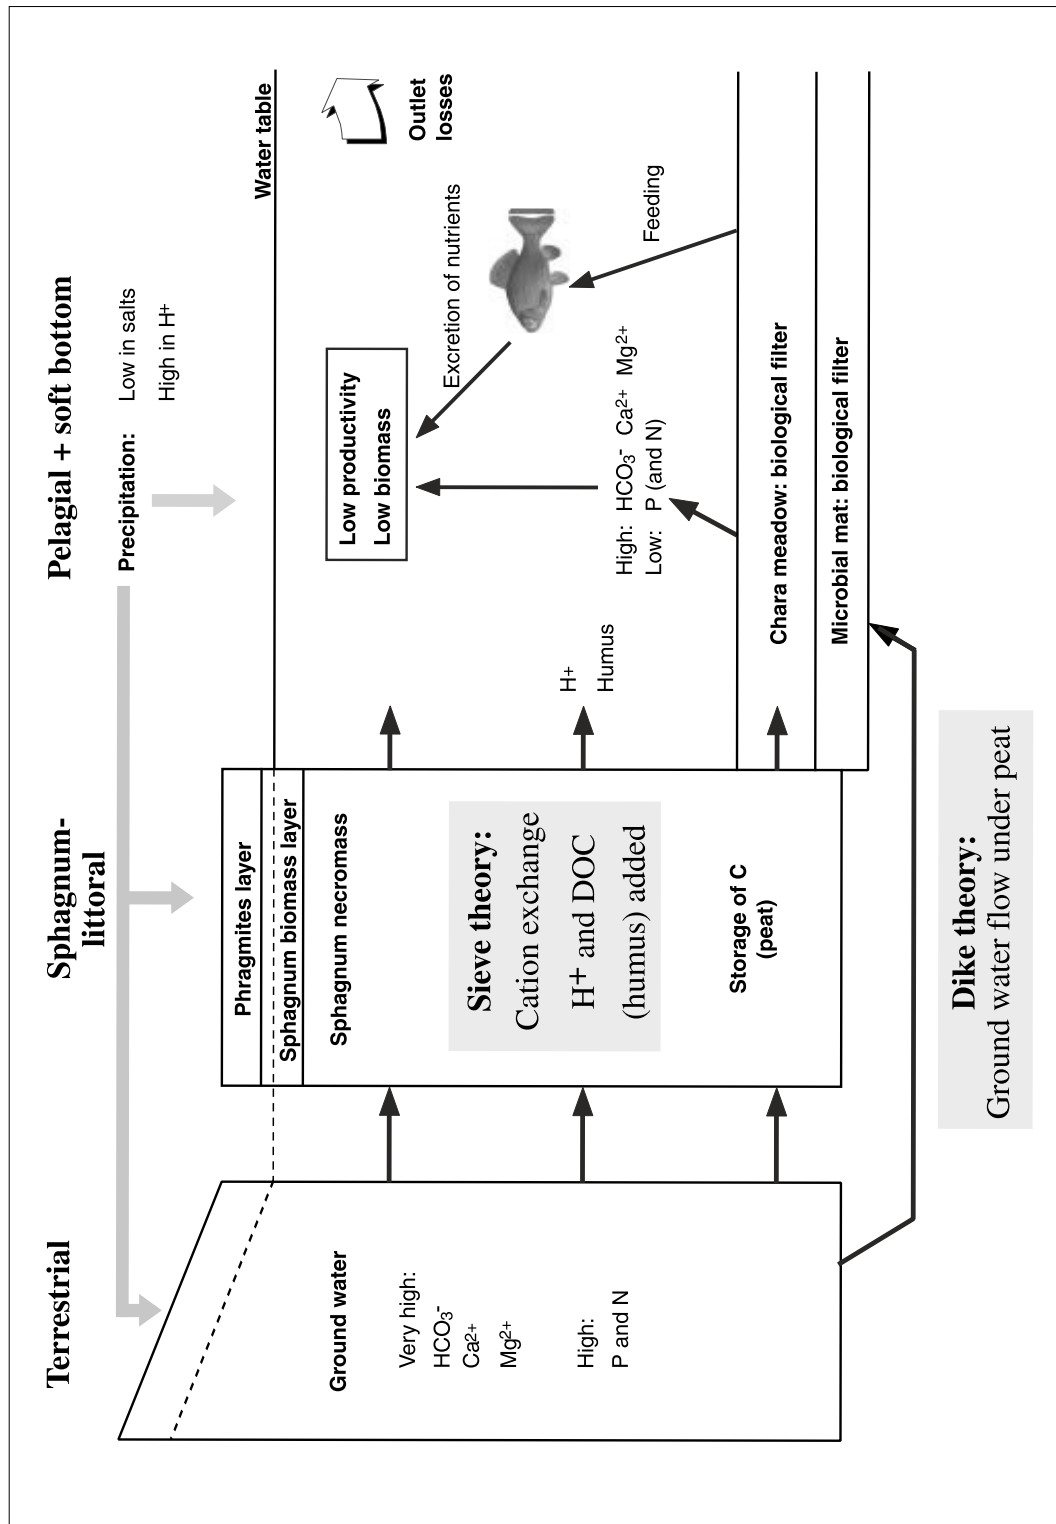 Terrestrial
Sphagnum-
littoral
Pelagial + soft bottom
Precipitation:
Low in salts
High in H+
Water table
Ground water
Very high:
HCO3-
Ca2+
Mg2+
High:
P and N
Phragmites layer
Sphagnum biomass layer
Sphagnum necromass
Sieve theory:
Cation exchange
H+ and DOC
(humus) added
Storage of C
(peat)
H+
Humus
Low productivity
Low biomass
Excretion of nutrients
Outlet
losses
Feeding
High: HCO3- Ca2+ Mg2+
Low: P (and N)
Chara meadow: biological filter
Microbial mat: biological filter
Dike theory:
Ground water flow under peat